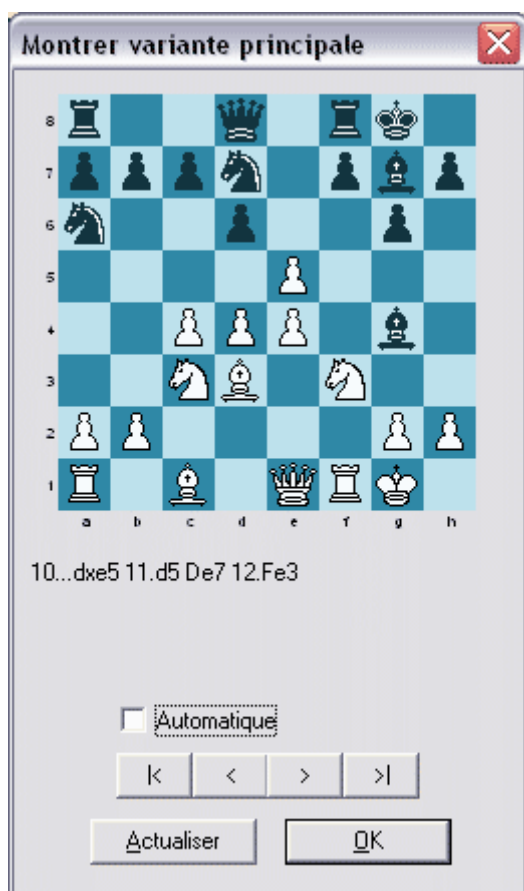 Montrer variante principale
8
7
6
5
4
3
2
1
a b c d e f g h
10...dxe5 11.d5 De7 12.Fe3
Automatique
|< < > >|
Actualiser OK